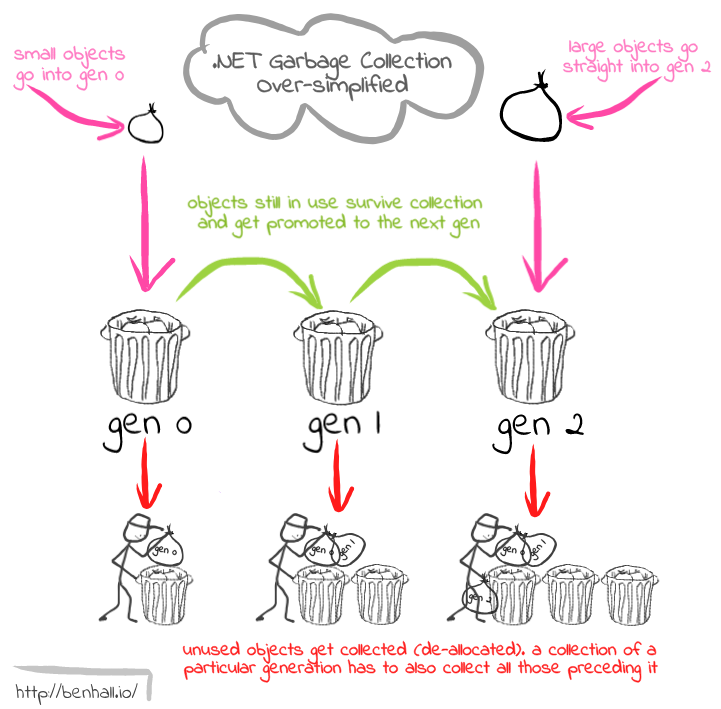 .NET Garbage Collection
Over-simplified
small objects
go into gen 0
large objects go
straight into gen 2
objects still in use survive collection
and get promoted to the next gen
gen 0
gen 1
gen 2
gen 0
gen 0
gen 1
gen 0
gen 1
gen 2
unused objects get collected (de-allocated). a collection of a
particular generation has to also collect all those preceding it
http://benhall.io/